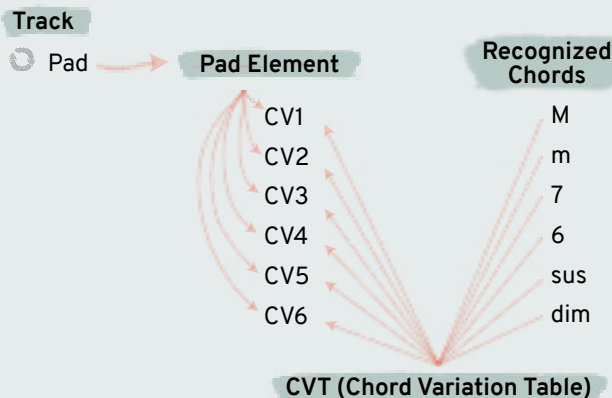 Track
Pad
Pad Element
Recognized
Chords
CV1
M
CV2
m
CV3
7
CV4
6
CV5
sus
CV6
dim
CVT (Chord Variation Table)